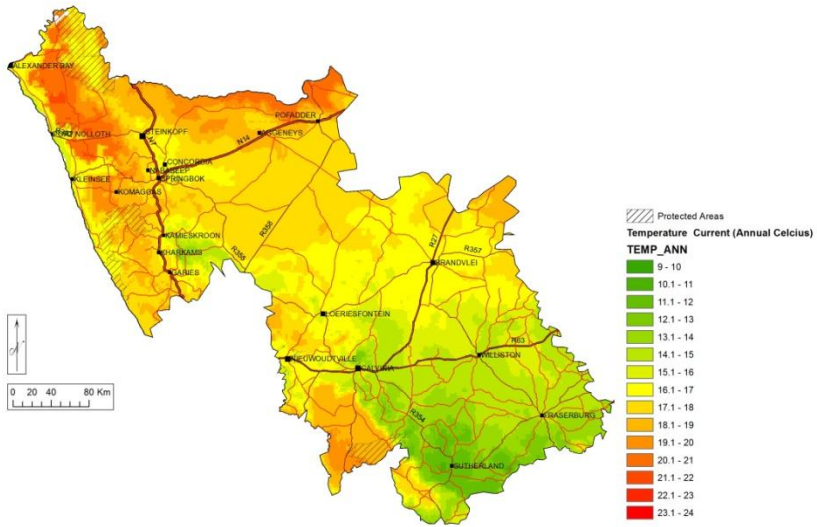 ALEXANDER BAY
POFADDER
STEINKOPF
NOLLOTH
AGGENEYS
N14
N7
CONCORDIA
NABABEEP
SPRINGBOK
KLEINSEE
KOMAGGAS
R358
R355
KAMIESKROON
KHARKAMS
GARIES
R27
R357
BRANDVLEI
LOERIESFONTEIN
R63
NIEUWOUDTVILLE
CALVINIA
WILLISTON
R354
FRASERBURG
SUTHERLAND
N
0 20 40 80 Km
Protected Areas
Temperature Current (Annual Celcius)
TEMP_ANN
9 - 10
10.1 - 11
11.1 - 12
12.1 - 13
13.1 - 14
14.1 - 15
15.1 - 16
16.1 - 17
17.1 - 18
18.1 - 19
19.1 - 20
20.1 - 21
21.1 - 22
22.1 - 23
23.1 - 24